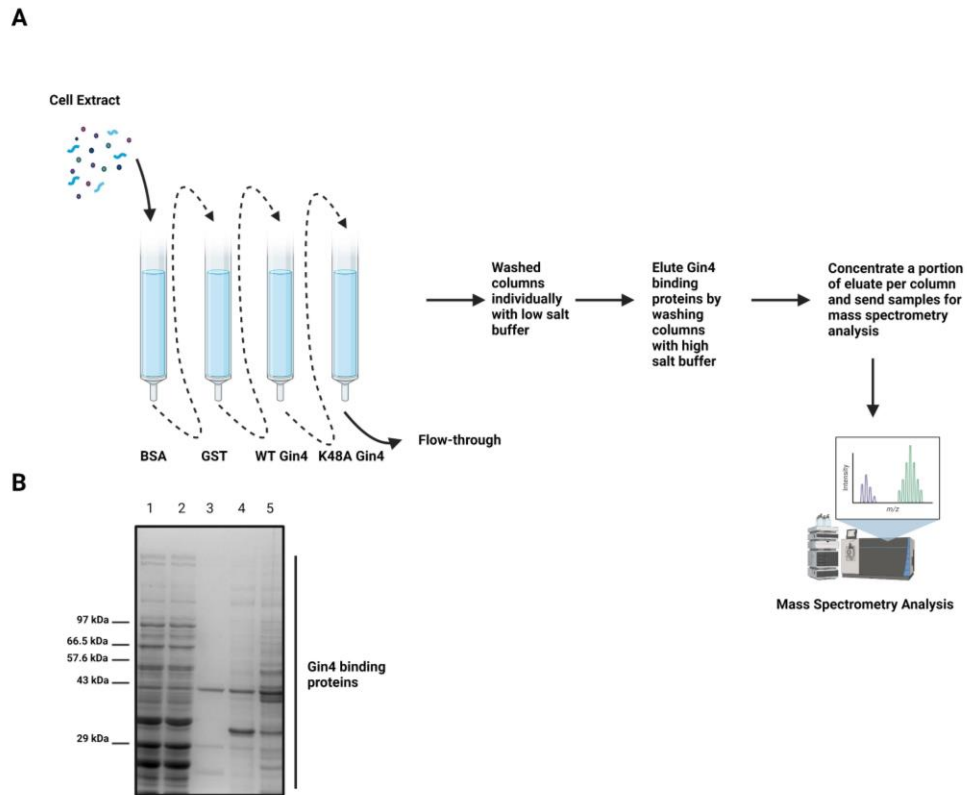 A
Cell Extract
BSA
GST
WT Gin4
K48A Gin4
Flow-through
Washed
columns
individually
with low salt
buffer
Elute Gin4
binding
proteins by
washing
columns
with high
salt buffer
Concentrate a portion
of eluate per column
and send samples for
mass spectrometry
analysis
Intensity
m/z
Mass Spectrometry Analysis
B
1 2 3 4 5
97 kDa
66.5 kDa
57.6 kDa
43 kDa
29 kDa
Gin4 binding
proteins